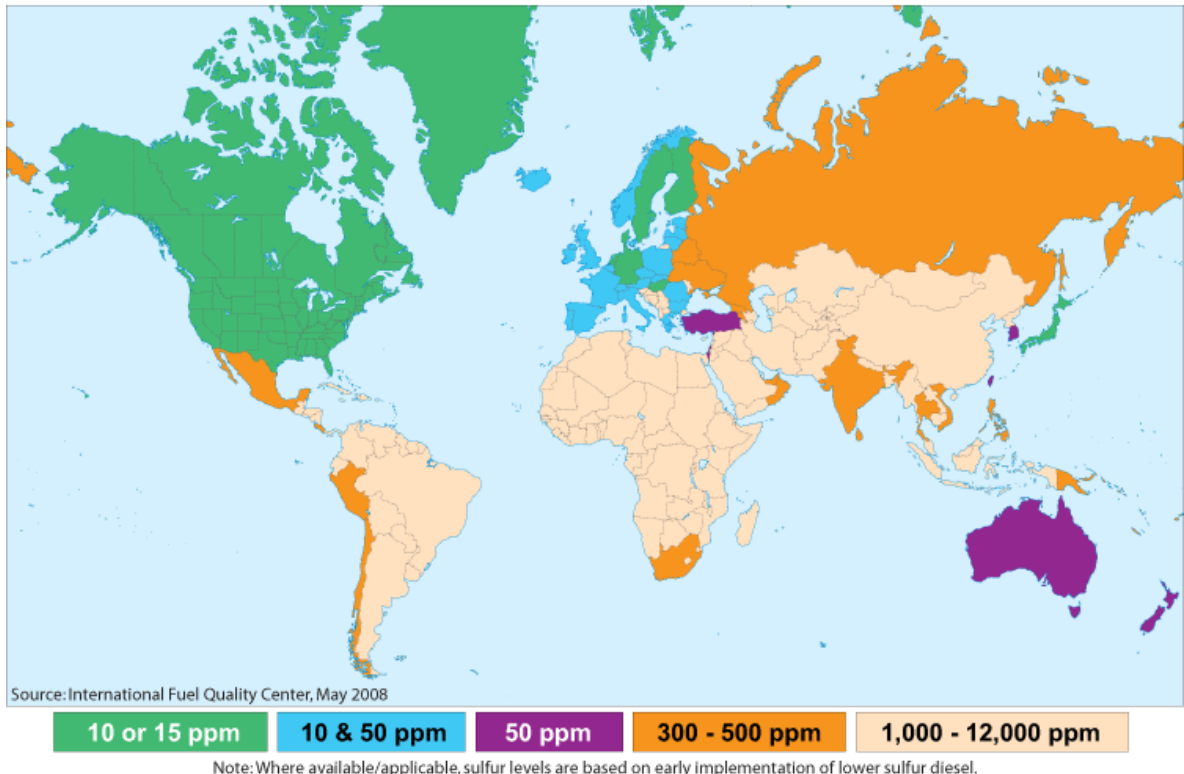 Source: International Fuel Quality Center, May 2008
10 or 15 ppm
10 & 50 ppm
50 ppm
300 - 500 ppm
1,000 - 12,000 ppm
Note: Where available/applicable, sulfur levels are based on early implementation of lower sulfur diesel.